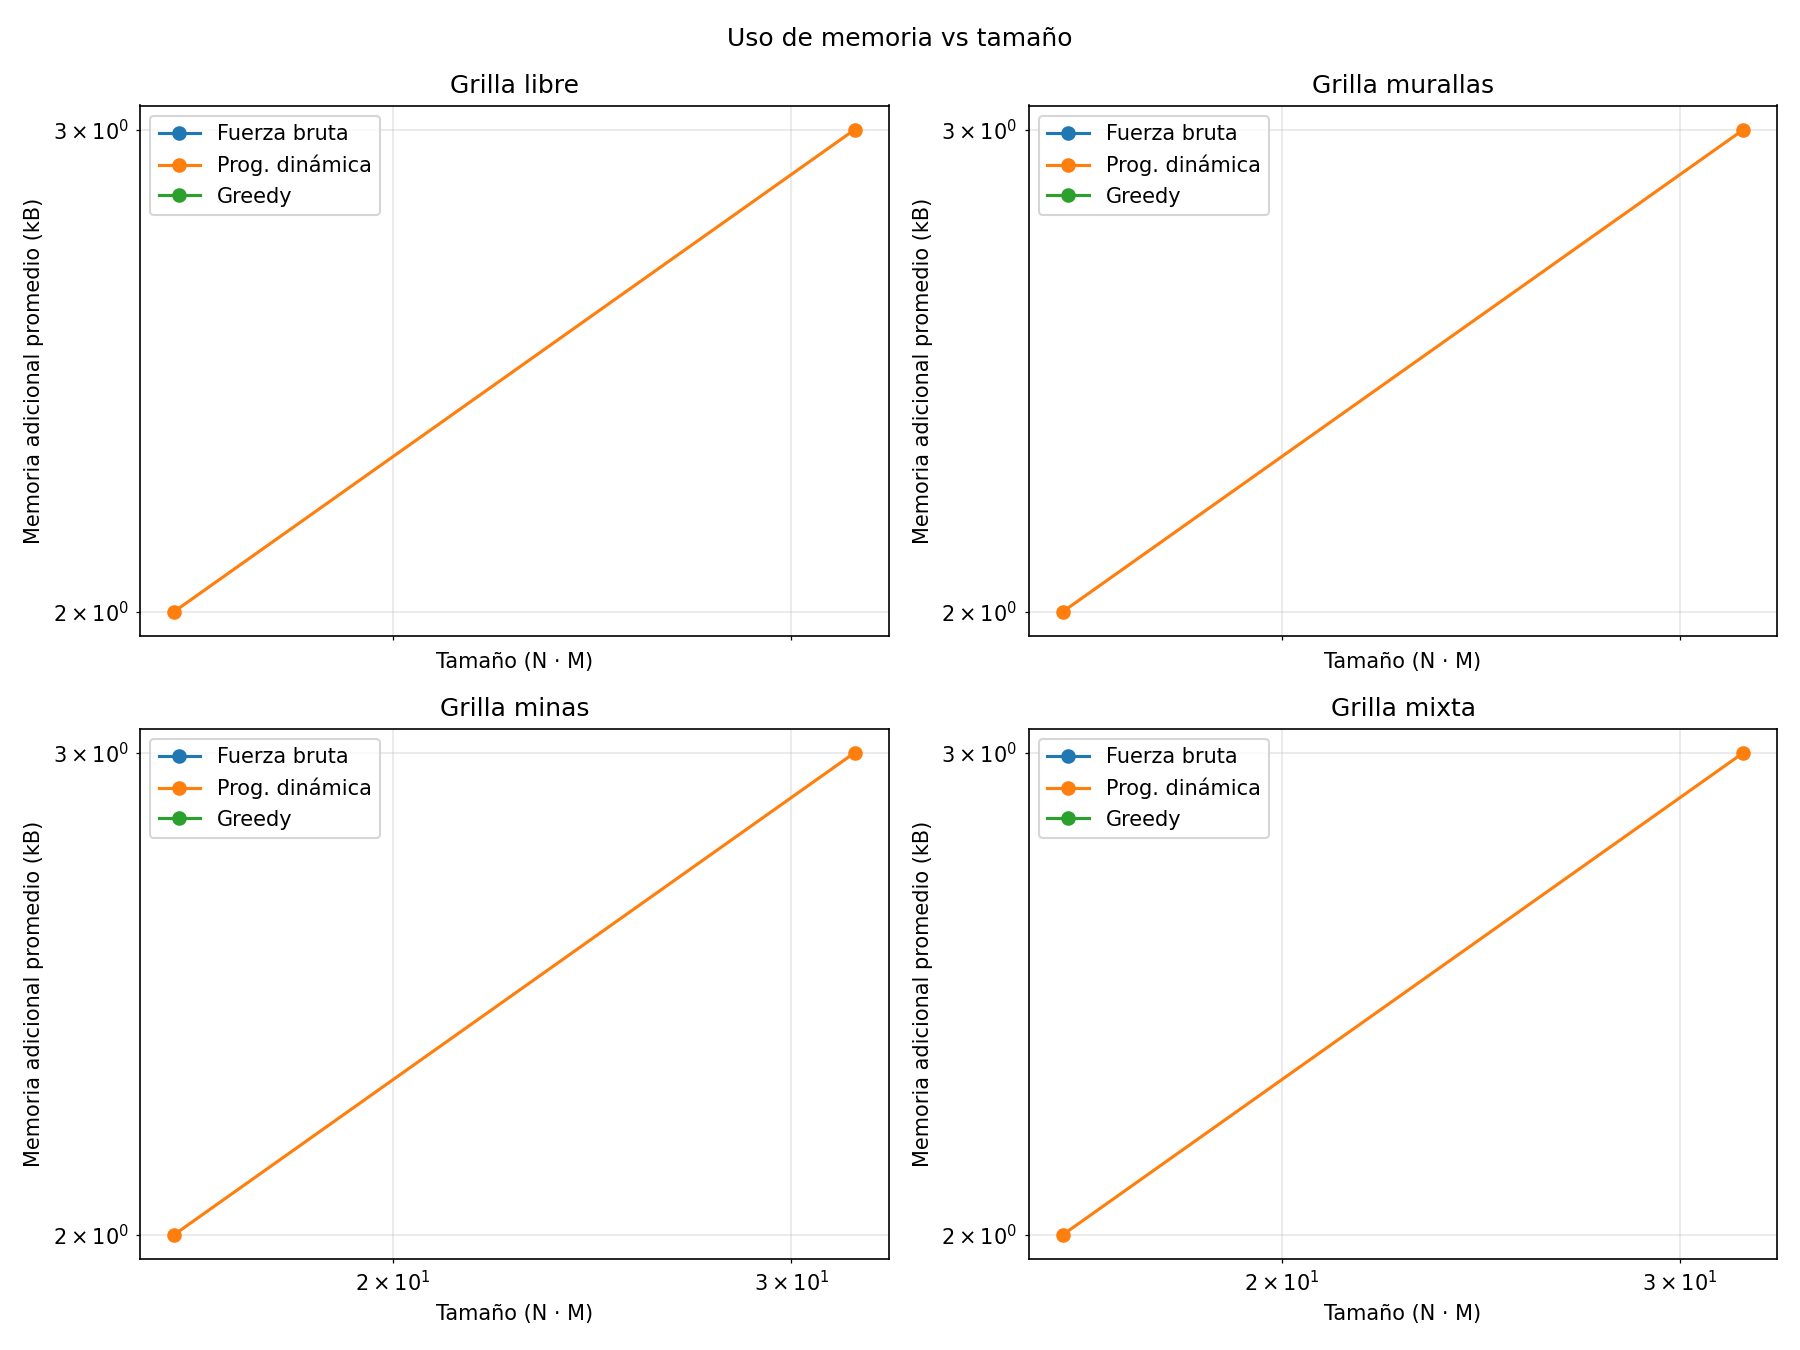 Uso de memoria vs tamaño
Grilla libre
Fuerza bruta
Prog. dinámica
Greedy
3 × 10⁰
2 × 10⁰
Memoria adicional promedio (kB)
Tamaño (N · M)
Grilla murallas
Fuerza bruta
Prog. dinámica
Greedy
3 × 10⁰
2 × 10⁰
Memoria adicional promedio (kB)
Tamaño (N · M)
Grilla minas
Fuerza bruta
Prog. dinámica
Greedy
3 × 10⁰
2 × 10⁰
Memoria adicional promedio (kB)
2 × 10¹ 3 × 10¹
Tamaño (N · M)
Grilla mixta
Fuerza bruta
Prog. dinámica
Greedy
3 × 10⁰
2 × 10⁰
Memoria adicional promedio (kB)
2 × 10¹ 3 × 10¹
Tamaño (N · M)